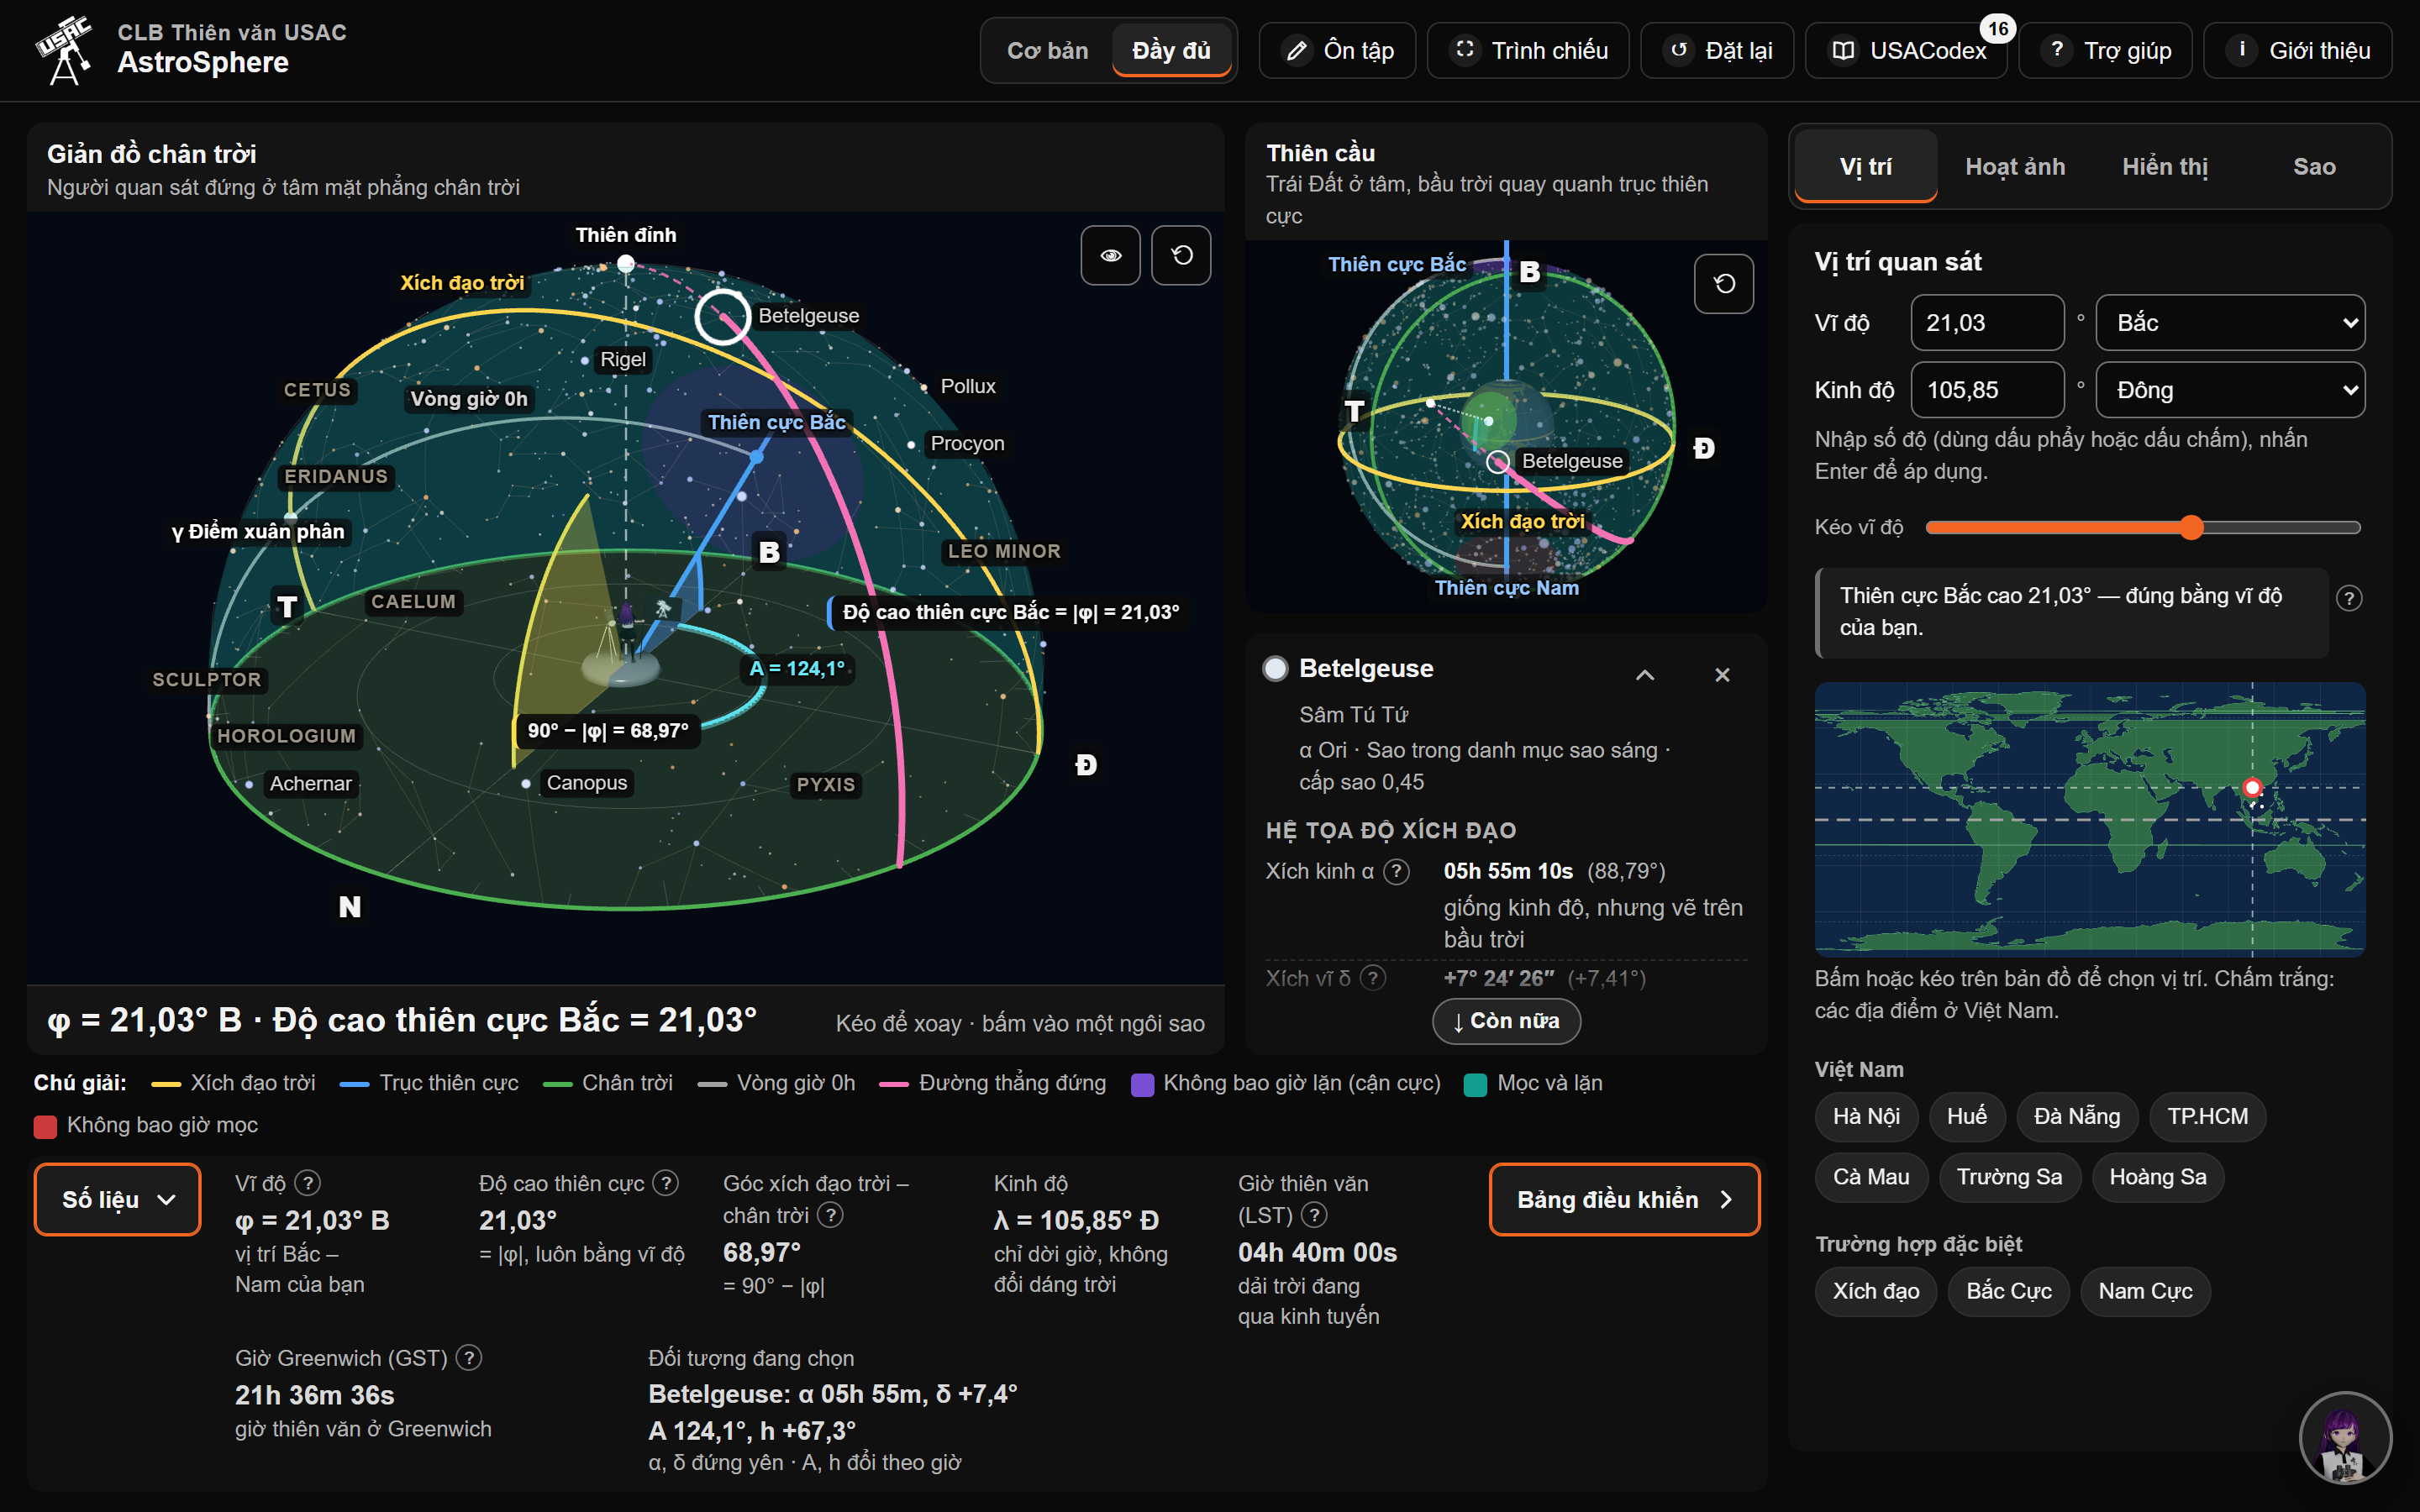 USAC
CLB Thiên văn USAC
AstroSphere
Cơ bản
Đầy đủ
Ôn tập
Trình chiếu
Đặt lại
USACodex
16
? Trợ giúp
i Giới thiệu
Giản đồ chân trời
Người quan sát đứng ở tâm mặt phẳng chân trời
Thiên đỉnh
Xích đạo trời
Betelgeuse
Rigel
Pollux
CETUS
Vòng giờ 0h
Thiên cực Bắc
Procyon
ERIDANUS
γ Điểm xuân phân
B
LEO MINOR
T
CAELUM
Độ cao thiên cực Bắc = |φ| = 21,03°
A = 124,1°
SCULPTOR
90° − |φ| = 68,97°
HOROLOGIUM
Đ
Achernar
Canopus
PYXIS
N
φ = 21,03° B · Độ cao thiên cực Bắc = 21,03°
Kéo để xoay · bấm vào một ngôi sao
Thiên cầu
Trái Đất ở tâm, bầu trời quay quanh trục thiên
cực
Thiên cực Bắc
B
T
Đ
Betelgeuse
Xích đạo trời
Thiên cực Nam
Betelgeuse
Sâm Tú Tứ
α Ori · Sao trong danh mục sao sáng ·
cấp sao 0,45
HỆ TỌA ĐỘ XÍCH ĐẠO
Xích kinh α ? 05h 55m 10s (88,79°)
giống kinh độ, nhưng vẽ trên
bầu trời
Xích vĩ δ ? +7° 24′ 26″ (+7,41°)
↓ Còn nữa
Chú giải:
Xích đạo trời
Trục thiên cực
Chân trời
Vòng giờ 0h
Đường thẳng đứng
Không bao giờ lặn (cận cực)
Mọc và lặn
Không bao giờ mọc
Số liệu
Vĩ độ ?
φ = 21,03° B
vị trí Bắc –
Nam của bạn
Độ cao thiên cực ?
21,03°
= |φ|, luôn bằng vĩ độ
Góc xích đạo trời –
chân trời ?
68,97°
= 90° − |φ|
Kinh độ
λ = 105,85° Đ
chỉ dời giờ, không
đổi dáng trời
Giờ thiên văn
(LST) ?
04h 40m 00s
dải trời đang
qua kinh tuyến
Bảng điều khiển
Giờ Greenwich (GST) ?
21h 36m 36s
giờ thiên văn ở Greenwich
Đối tượng đang chọn
Betelgeuse: α 05h 55m, δ +7,4°
A 124,1°, h +67,3°
α, δ đứng yên · A, h đổi theo giờ
Vị trí
Hoạt ảnh
Hiển thị
Sao
Vị trí quan sát
Vĩ độ 21,03 ° Bắc
Kinh độ 105,85 ° Đông
Nhập số độ (dùng dấu phẩy hoặc dấu chấm), nhấn
Enter để áp dụng.
Kéo vĩ độ
Thiên cực Bắc cao 21,03° — đúng bằng vĩ độ
của bạn.
?
Bấm hoặc kéo trên bản đồ để chọn vị trí. Chấm trắng:
các địa điểm ở Việt Nam.
Việt Nam
Hà Nội
Huế
Đà Nẵng
TP.HCM
Cà Mau
Trường Sa
Hoàng Sa
Trường hợp đặc biệt
Xích đạo
Bắc Cực
Nam Cực